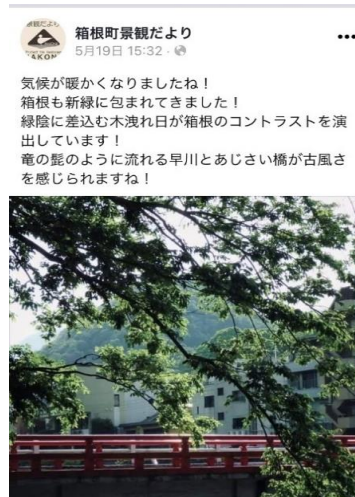 箱根町景観だより
5月19日 15:32
気候が暖かくなりましたね！
箱根も新緑に包まれてきました！
緑陰に差込む木洩れ日が箱根のコントラストを演
出しています！
竜の髭のように流れる早川とあじさい橋が古風さ
を感じられますね！